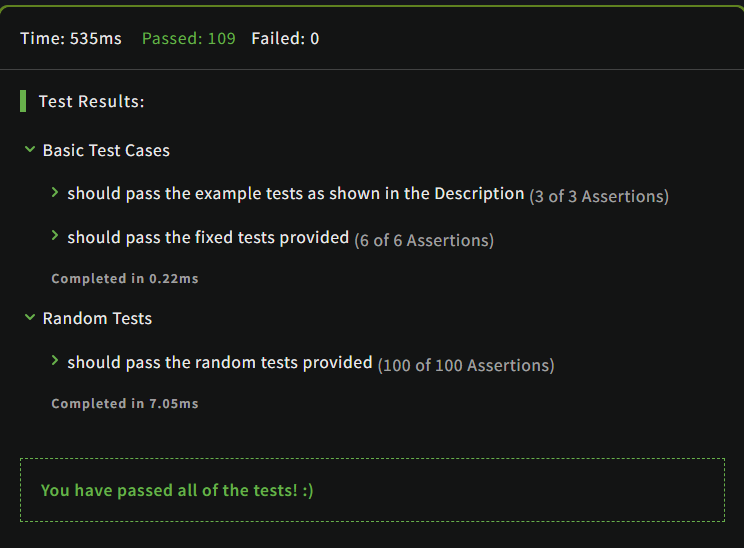 Time: 535ms Passed: 109 Failed: 0
Test Results:
Basic Test Cases
should pass the example tests as shown in the Description (3 of 3 Assertions)
should pass the fixed tests provided (6 of 6 Assertions)
Completed in 0.22ms
Random Tests
should pass the random tests provided (100 of 100 Assertions)
Completed in 7.05ms
You have passed all of the tests! :)